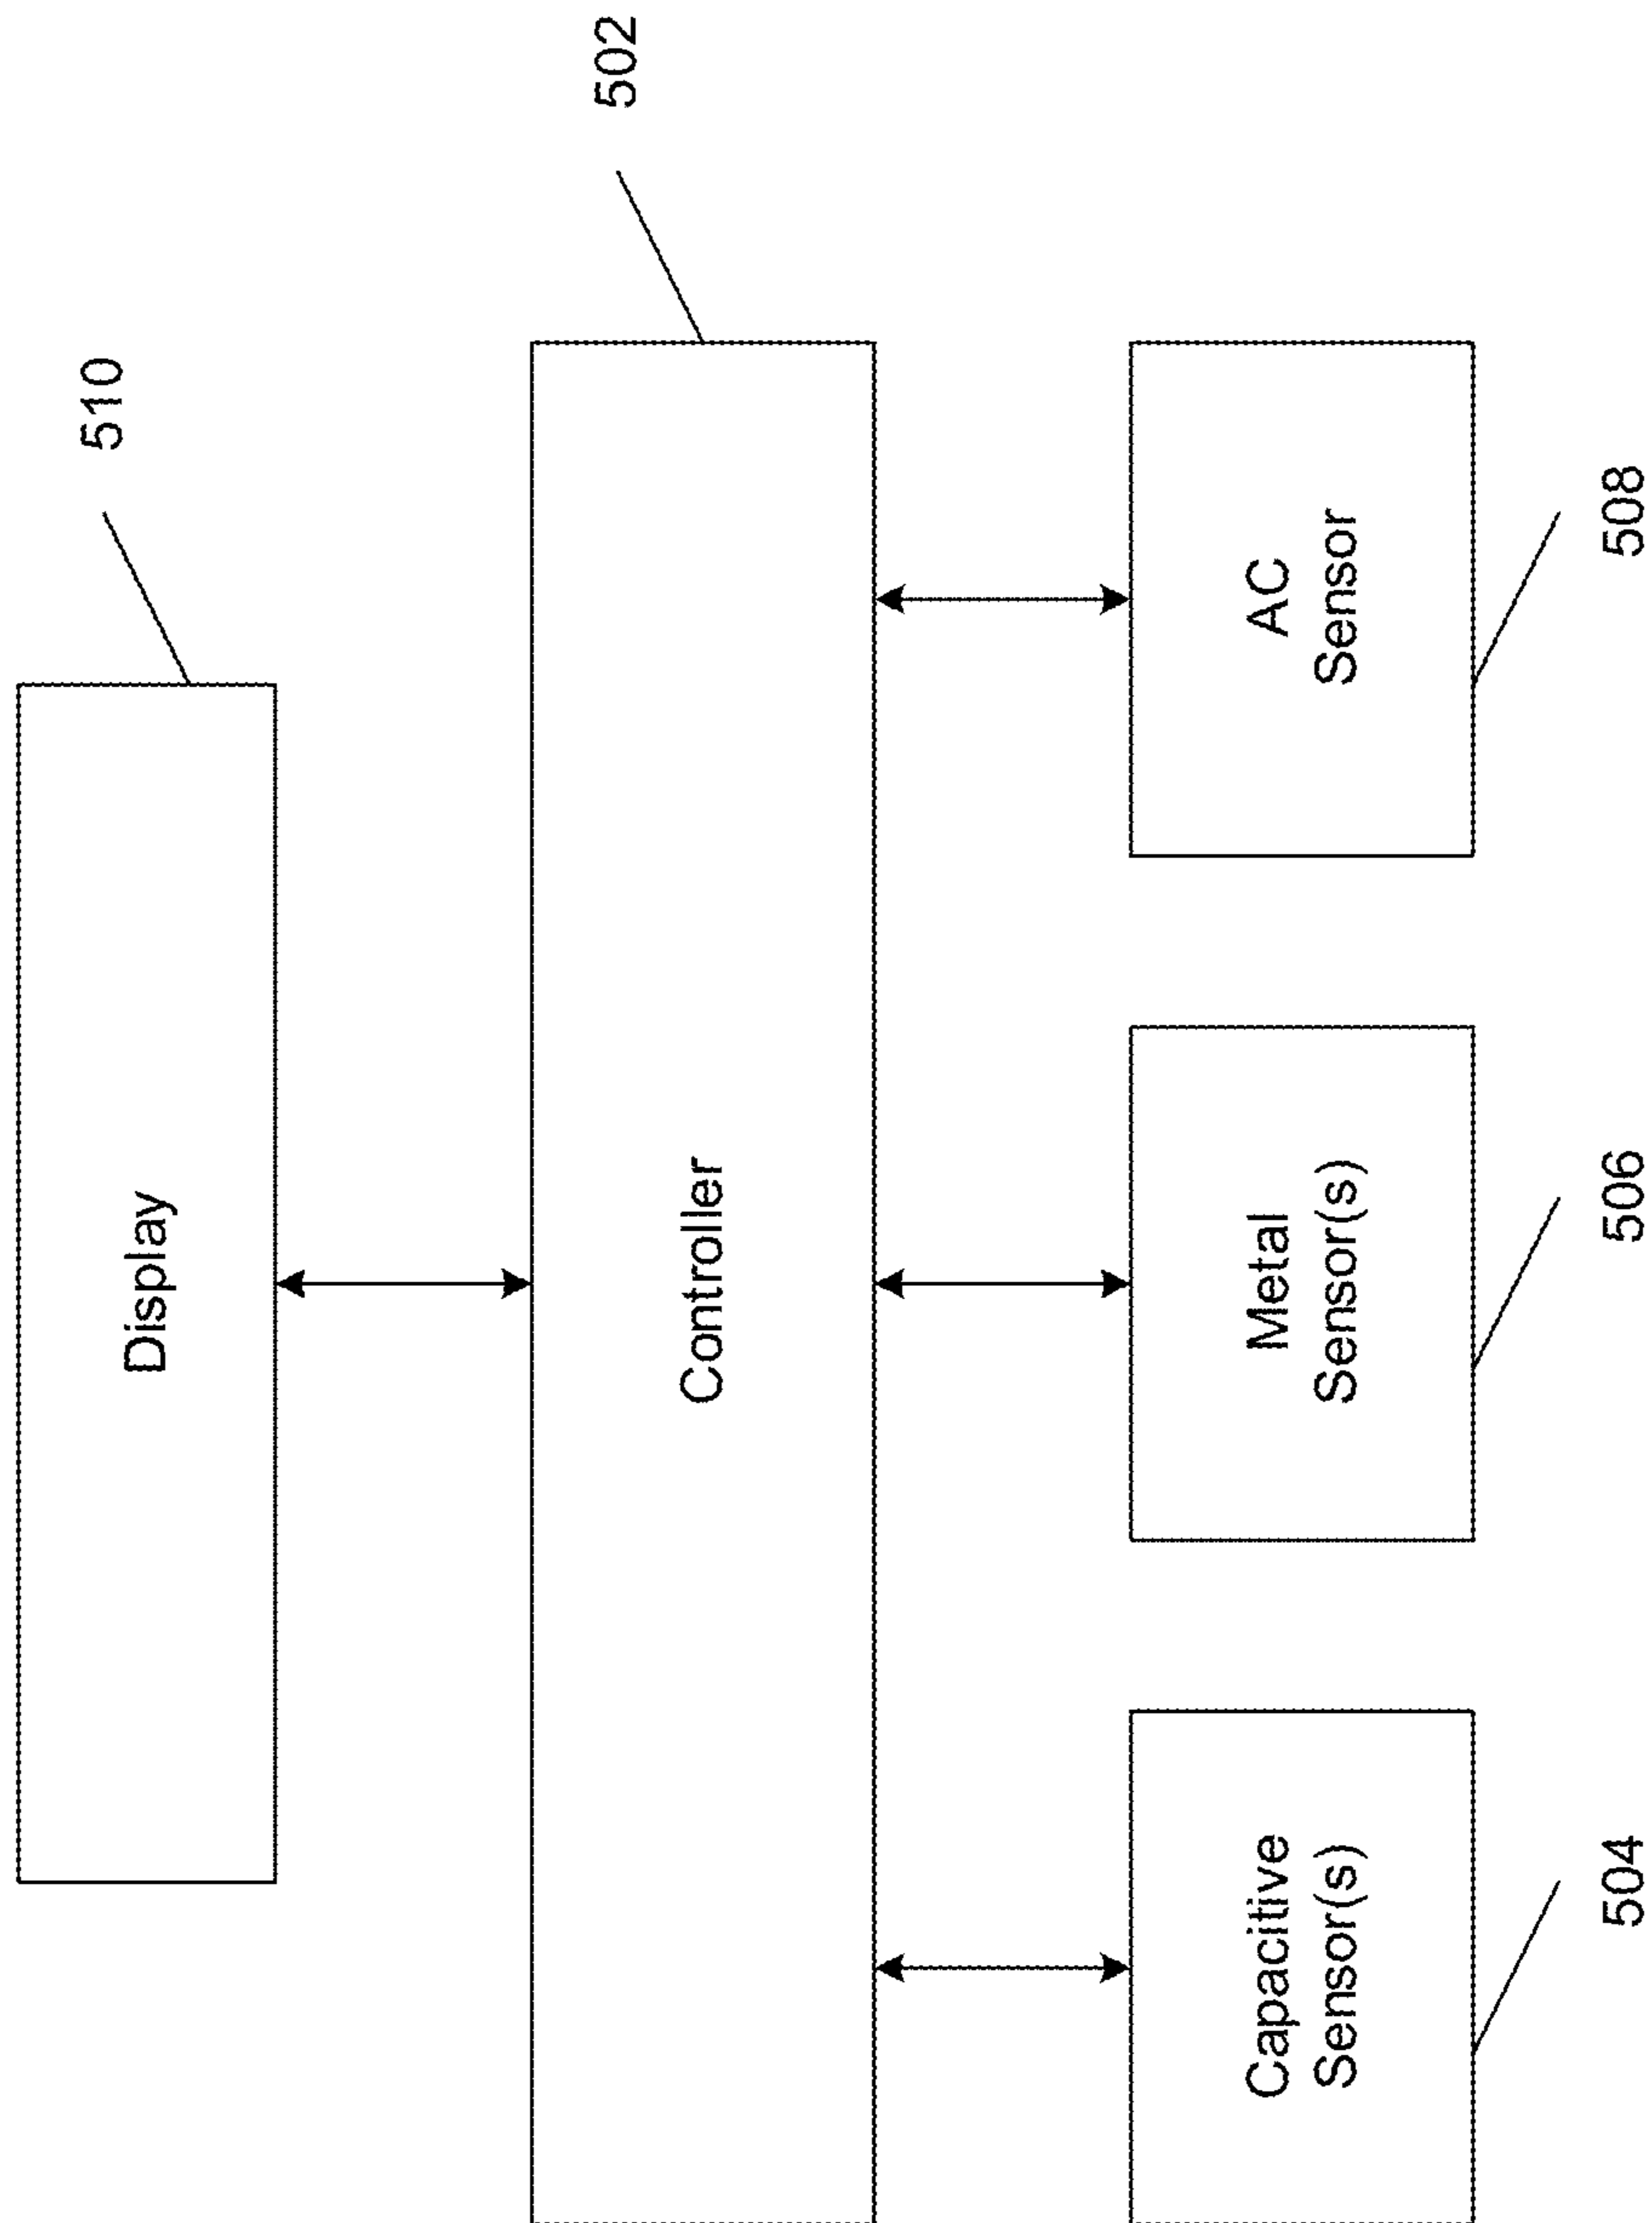 510
Display
502
Controller
Capacitive
Sensor(s)
Metal
Sensor(s)
AC
Sensor
504
506
508